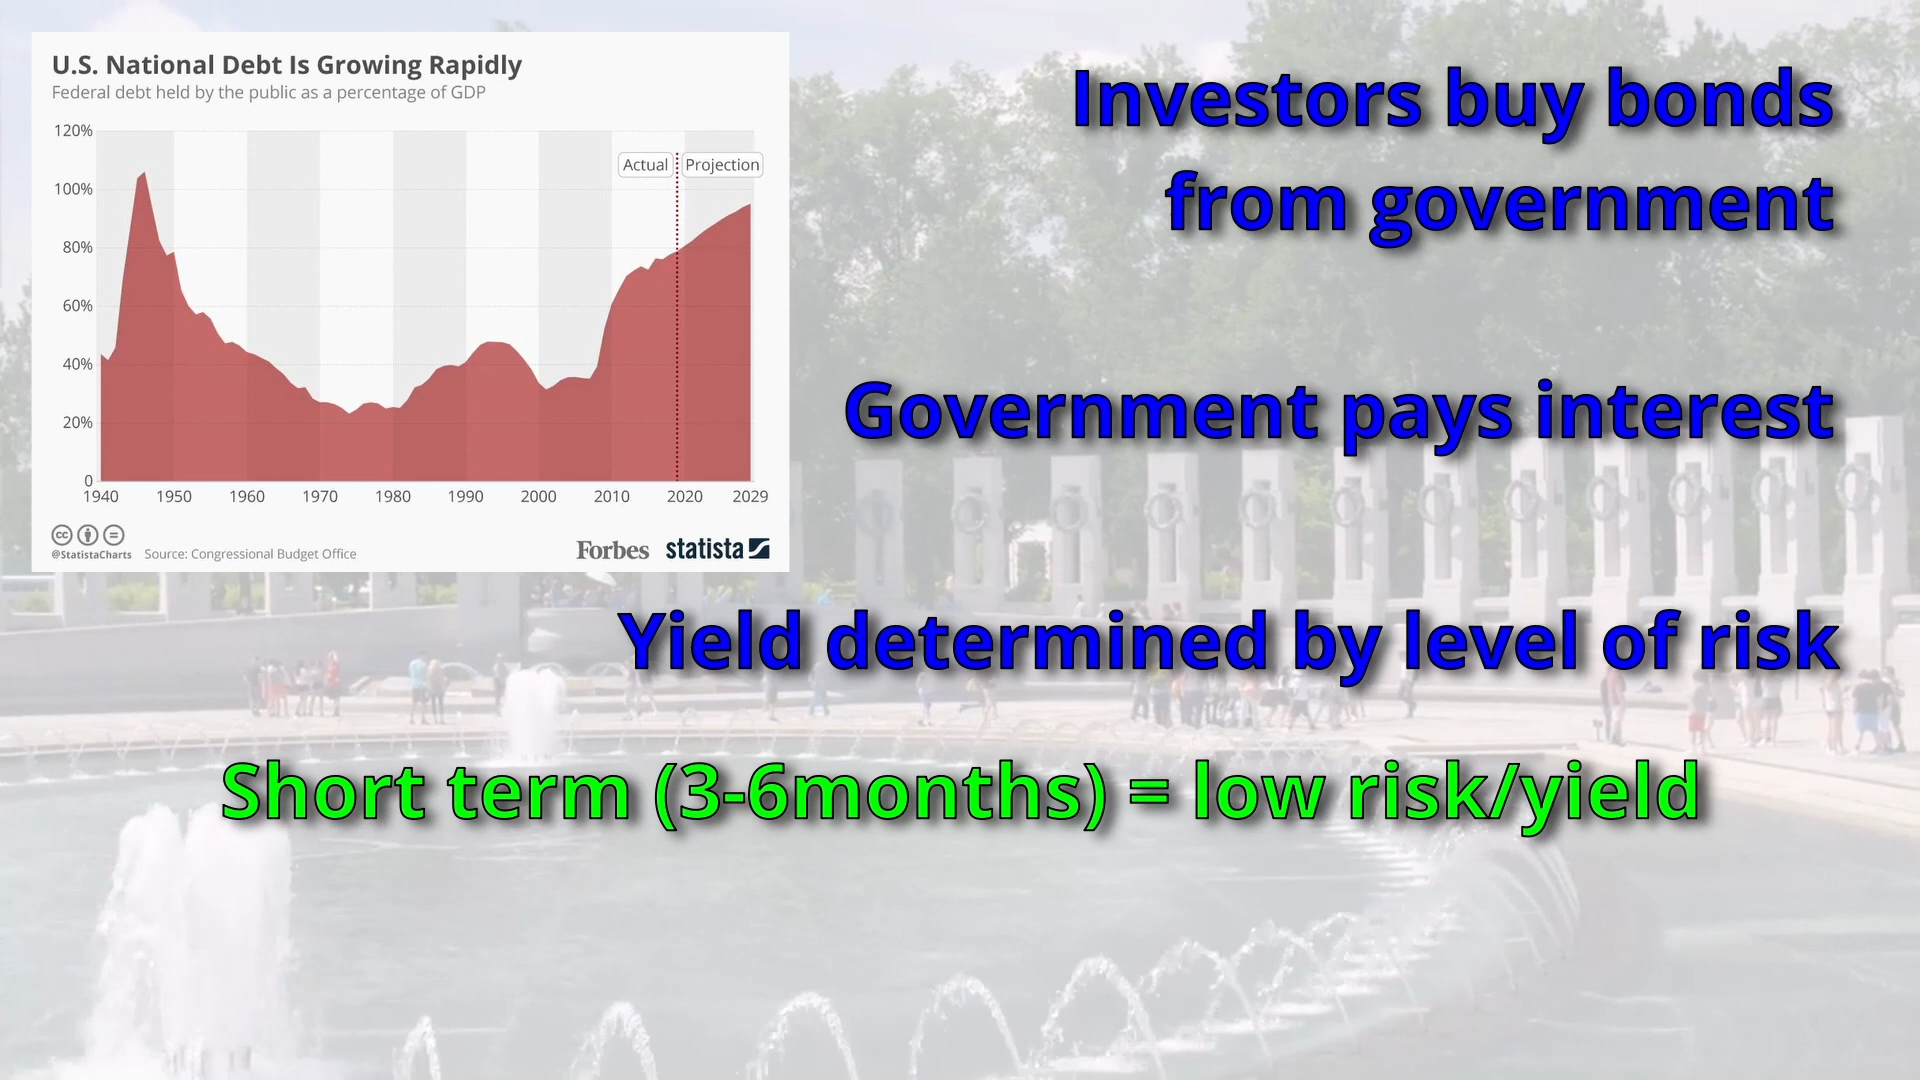 U.S. National Debt Is Growing Rapidly
Federal debt held by the public as a percentage of GDP
120%
100%
80%
60%
40%
20%
0
Actual
Projection
1940 1950 1960 1970 1980 1990 2000 2010 2020 2029
cc
@StatistaCharts Source: Congressional Budget Office
Forbes statista
Investors buy bonds
from government
Government pays interest
Yield determined by level of risk
Short term (3-6months) = low risk/yield